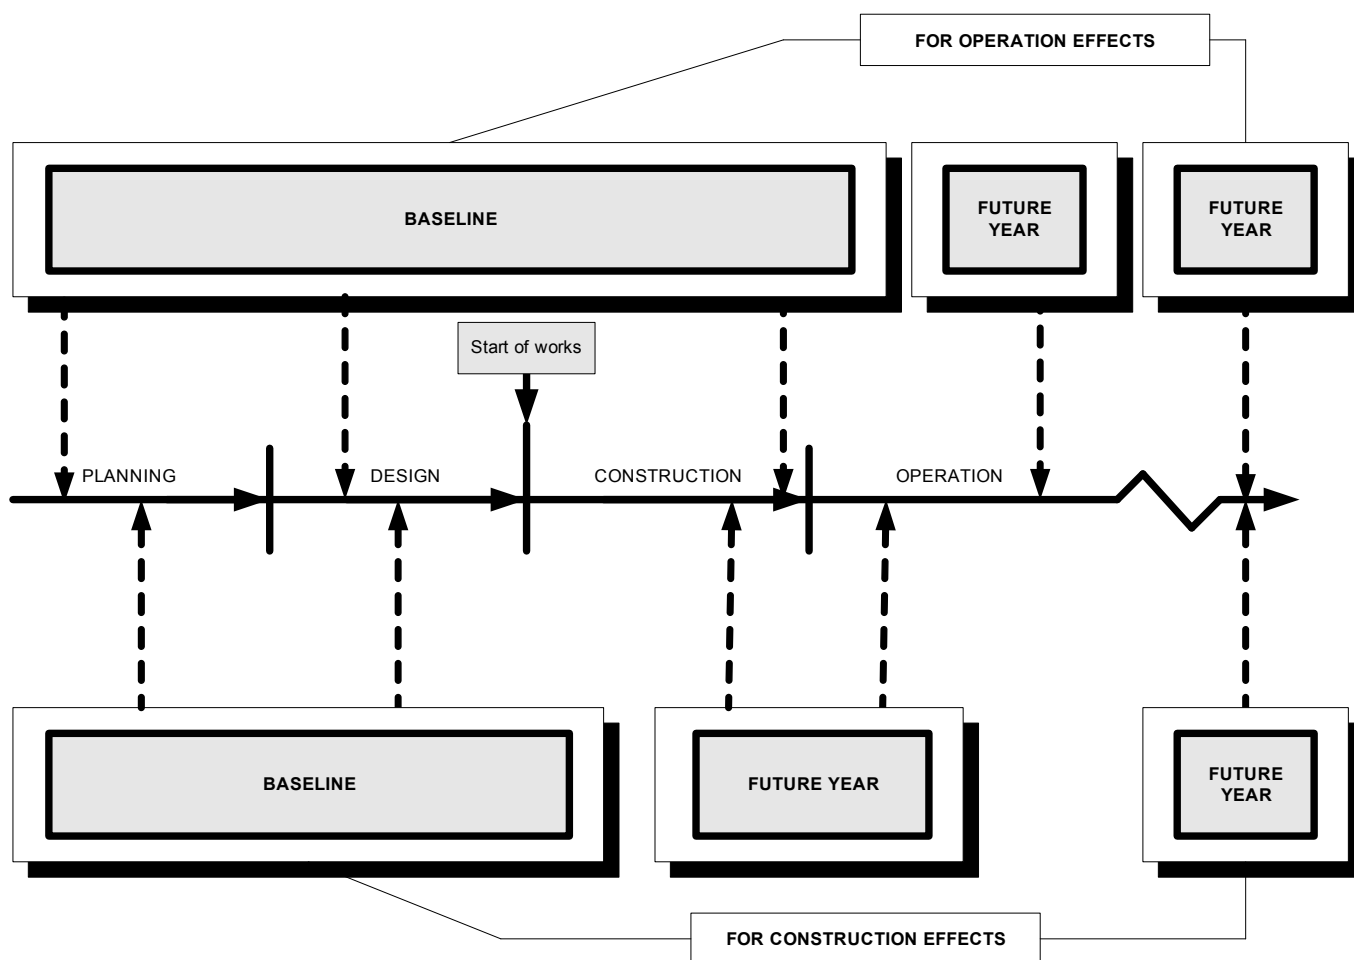 FOR OPERATION EFFECTS
BASELINE
FUTURE
YEAR
FUTURE
YEAR
Start of works
PLANNING
DESIGN
CONSTRUCTION
OPERATION
BASELINE
FUTURE YEAR
FUTURE
YEAR
FOR CONSTRUCTION EFFECTS